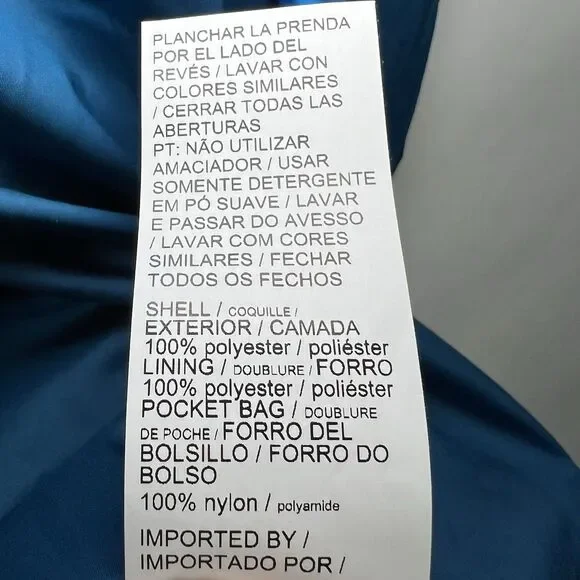 PLANCHAR LA PRENDA
POR EL LADO DEL
REVÉS / LAVAR CON
COLORES SIMILARES
/ CERRAR TODAS LAS
ABERTURAS
PT: NÃO UTILIZAR
AMACIADOR / USAR
SOMENTE DETERGENTE
EM PÓ SUAVE / LAVAR
E PASSAR DO AVESSO
/ LAVAR COM CORES
SIMILARES / FECHAR
TODOS OS FECHOS
SHELL / COQUILLE /
EXTERIOR / CAMADA
100% polyester / poliéster
LINING / DOUBLURE / FORRO
100% polyester / poliéster
POCKET BAG / DOUBLURE
DE POCHE / FORRO DEL
BOLSILLO / FORRO DO
BOLSO
100% nylon / polyamide
IMPORTED BY /
IMPORTADO POR /